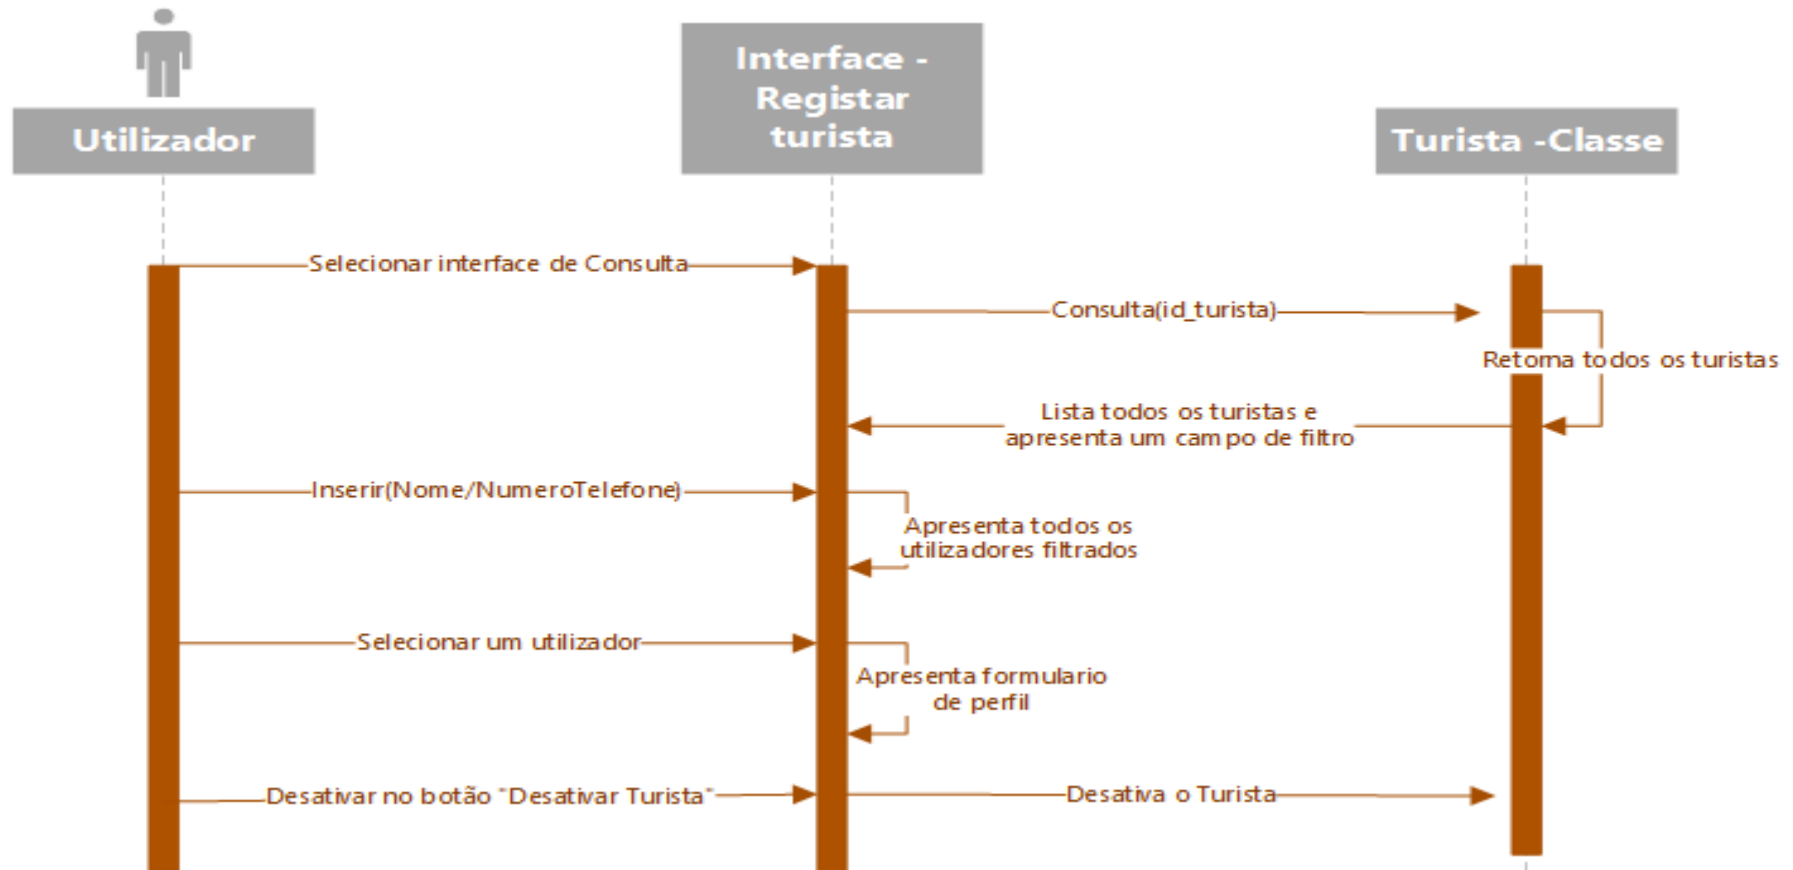 Utilizador
Interface -
Registar
turista
Turista -Classe
Selecionar interface de Consulta
Consulta(id_turista)
Retorna todos os turistas
Lista todos os turistas e
apresenta um campo de filtro
Inserir(Nome/NumeroTelefone)
Apresenta todos os
utilizadores filtrados
Selecionar um utilizador
Apresenta formulario
de perfil
Desativar no botão "Desativar Turista"
Desativa o Turista